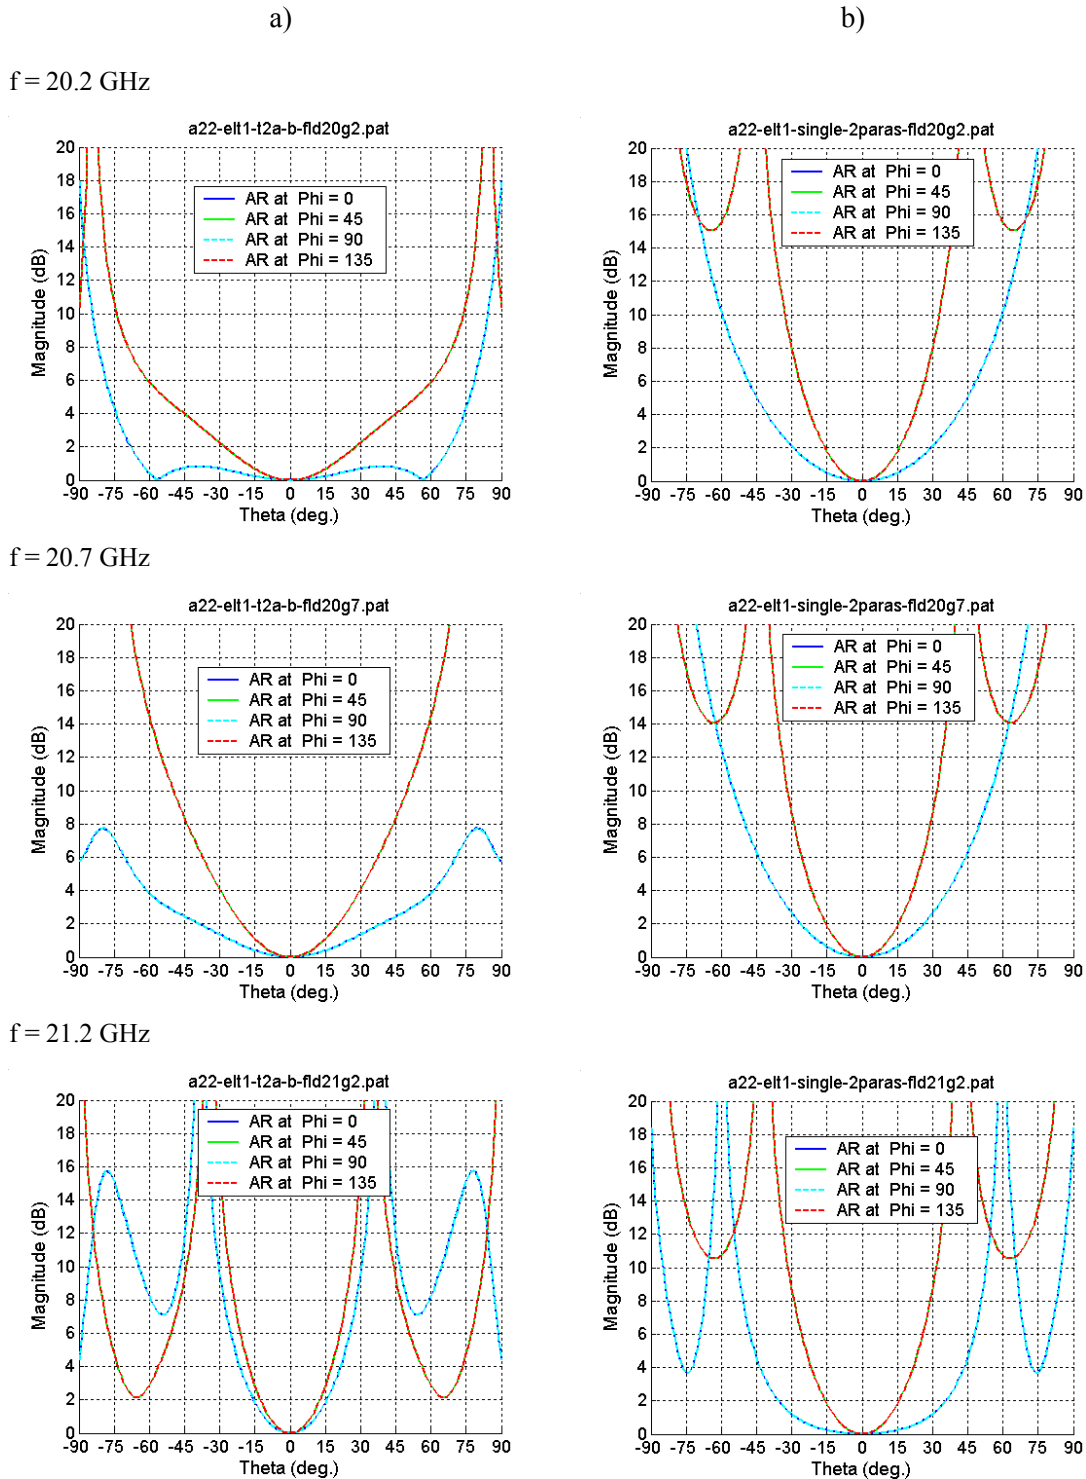 a)
b)
f = 20.2 GHz
a22-elt1-t2a-b-fld20g2.pat
20
18
16
14
12
10
8
6
4
2
0
Magnitude (dB)
AR at Phi = 0
AR at Phi = 45
AR at Phi = 90
AR at Phi = 135
-90 -75 -60 -45 -30 -15 0 15 30 45 60 75 90
Theta (deg.)
a22-elt1-single-2paras-fld20g2.pat
20
18
16
14
12
10
8
6
4
2
0
Magnitude (dB)
AR at Phi = 0
AR at Phi = 45
AR at Phi = 90
AR at Phi = 135
-90 -75 -60 -45 -30 -15 0 15 30 45 60 75 90
Theta (deg.)
f = 20.7 GHz
a22-elt1-t2a-b-fld20g7.pat
20
18
16
14
12
10
8
6
4
2
0
Magnitude (dB)
AR at Phi = 0
AR at Phi = 45
AR at Phi = 90
AR at Phi = 135
-90 -75 -60 -45 -30 -15 0 15 30 45 60 75 90
Theta (deg.)
a22-elt1-single-2paras-fld20g7.pat
20
18
16
14
12
10
8
6
4
2
0
Magnitude (dB)
AR at Phi = 0
AR at Phi = 45
AR at Phi = 90
AR at Phi = 135
-90 -75 -60 -45 -30 -15 0 15 30 45 60 75 90
Theta (deg.)
f = 21.2 GHz
a22-elt1-t2a-b-fld21g2.pat
20
18
16
14
12
10
8
6
4
2
0
Magnitude (dB)
AR at Phi = 0
AR at Phi = 45
AR at Phi = 90
AR at Phi = 135
-90 -75 -60 -45 -30 -15 0 15 30 45 60 75 90
Theta (deg.)
a22-elt1-single-2paras-fld21g2.pat
20
18
16
14
12
10
8
6
4
2
0
Magnitude (dB)
AR at Phi = 0
AR at Phi = 45
AR at Phi = 90
AR at Phi = 135
-90 -75 -60 -45 -30 -15 0 15 30 45 60 75 90
Theta (deg.)